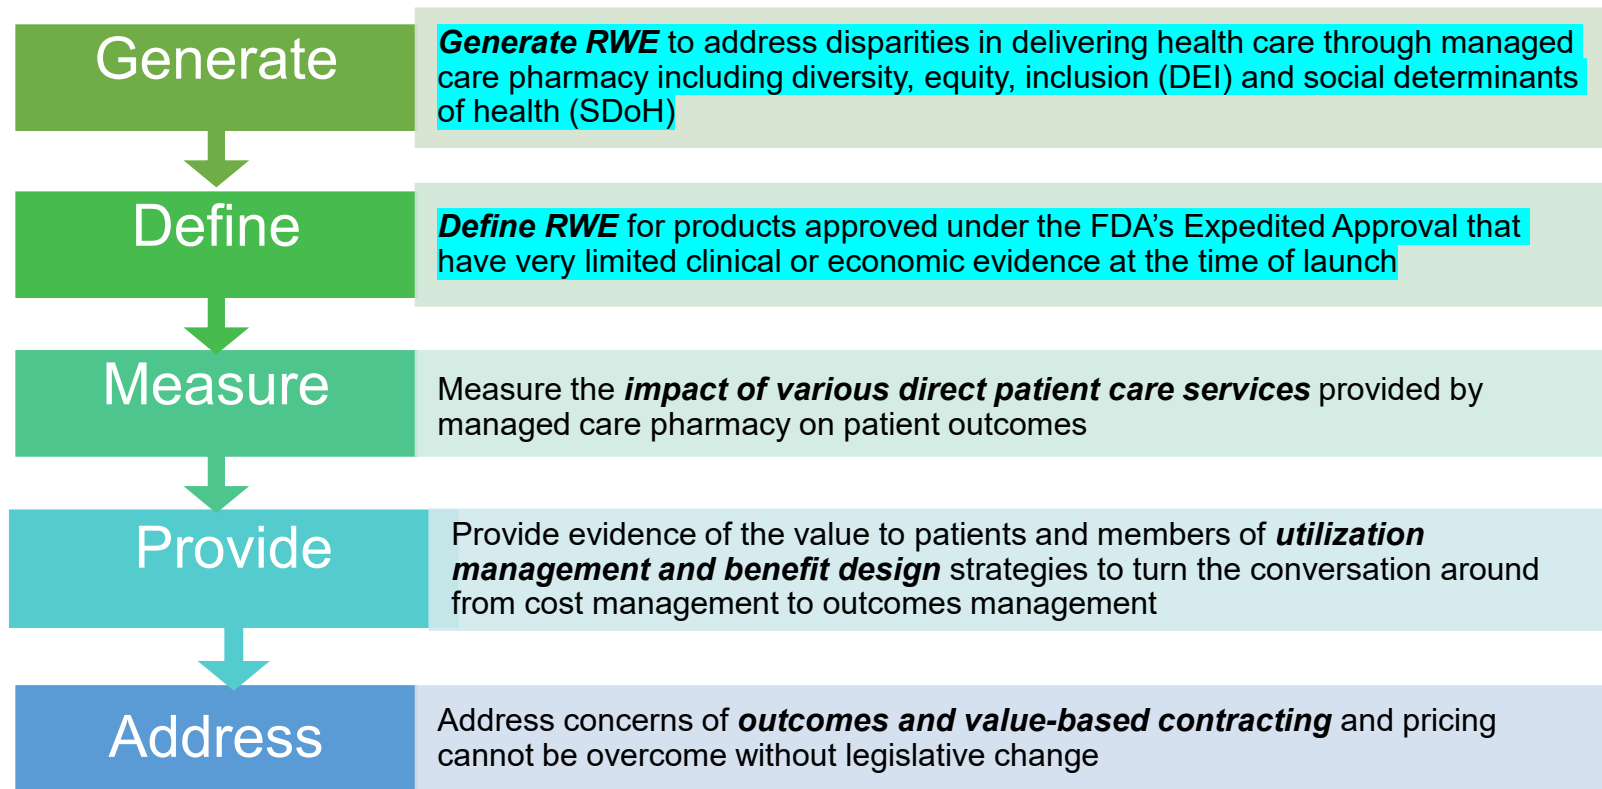 Generate
Generate RWE to address disparities in delivering health care through managed
care pharmacy including diversity, equity, inclusion (DEI) and social determinants
of health (SDoH)
Define
Define RWE for products approved under the FDA’s Expedited Approval that
have very limited clinical or economic evidence at the time of launch
Measure
Measure the impact of various direct patient care services provided by
managed care pharmacy on patient outcomes
Provide
Provide evidence of the value to patients and members of utilization
management and benefit design strategies to turn the conversation around
from cost management to outcomes management
Address
Address concerns of outcomes and value-based contracting and pricing
cannot be overcome without legislative change